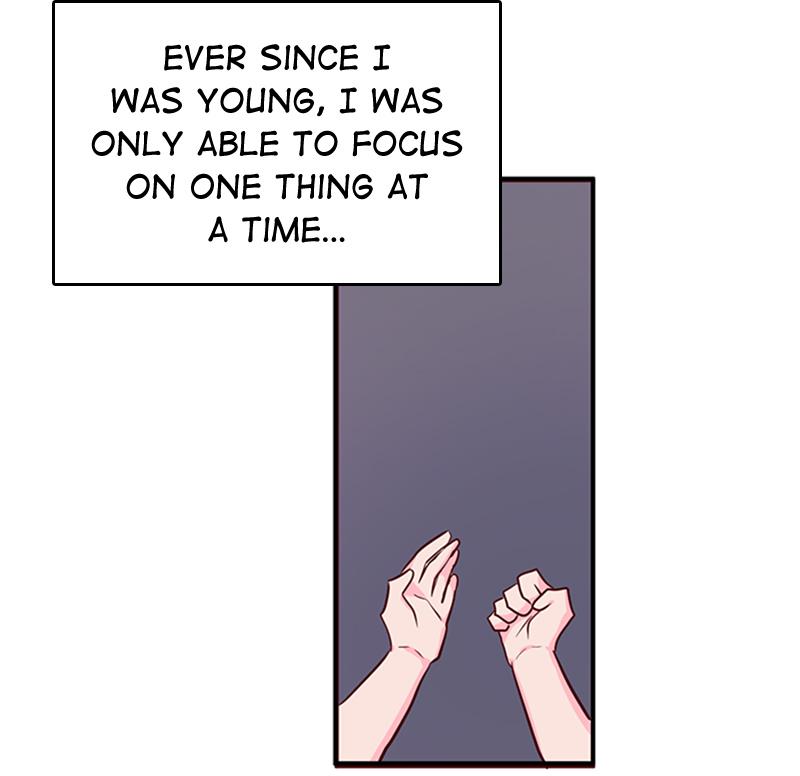 EVER SINCE I
WAS YOUNG, I WAS
ONLY ABLE TO FOCUS
ON ONE THING AT
A TIME...